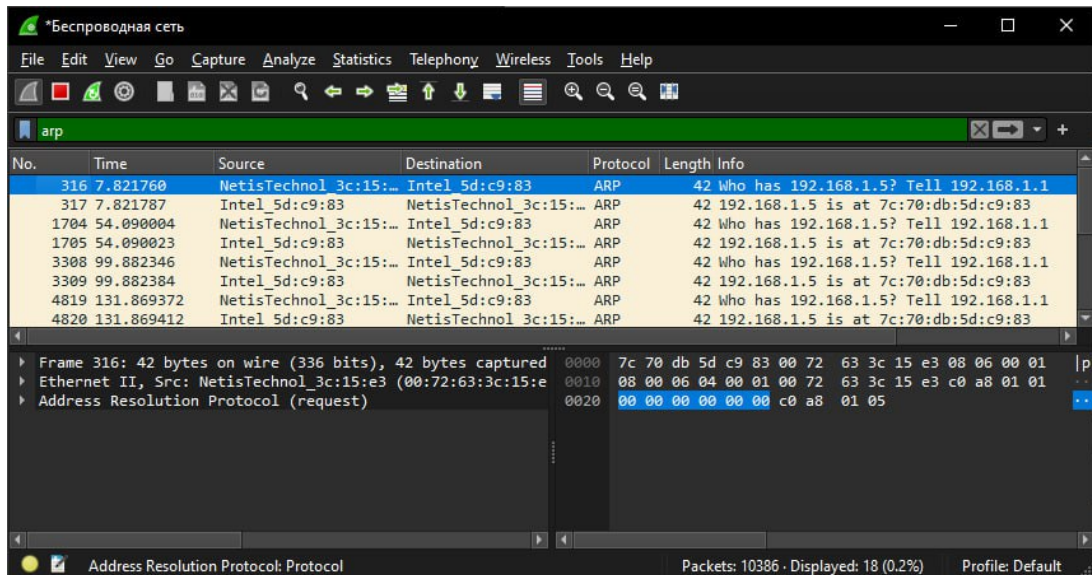 *Беспроводная сеть
File Edit View Go Capture Analyze Statistics Telephony Wireless Tools Help
arp
No. Time Source Destination Protocol Length Info
316 7.821760 NetisTechnol_3c:15:… Intel_5d:c9:83 ARP 42 Who has 192.168.1.5? Tell 192.168.1.1
317 7.821787 Intel_5d:c9:83 NetisTechnol_3c:15:… ARP 42 192.168.1.5 is at 7c:70:db:5d:c9:83
1704 54.090004 NetisTechnol_3c:15:… Intel_5d:c9:83 ARP 42 Who has 192.168.1.5? Tell 192.168.1.1
1705 54.090023 Intel_5d:c9:83 NetisTechnol_3c:15:… ARP 42 192.168.1.5 is at 7c:70:db:5d:c9:83
3308 99.882346 NetisTechnol_3c:15:… Intel_5d:c9:83 ARP 42 Who has 192.168.1.5? Tell 192.168.1.1
3309 99.882384 Intel_5d:c9:83 NetisTechnol_3c:15:… ARP 42 192.168.1.5 is at 7c:70:db:5d:c9:83
4819 131.869372 NetisTechnol_3c:15:… Intel_5d:c9:83 ARP 42 Who has 192.168.1.5? Tell 192.168.1.1
4820 131.869412 Intel_5d:c9:83 NetisTechnol_3c:15:… ARP 42 192.168.1.5 is at 7c:70:db:5d:c9:83
Frame 316: 42 bytes on wire (336 bits), 42 bytes captured
Ethernet II, Src: NetisTechnol_3c:15:e3 (00:72:63:3c:15:e
Address Resolution Protocol (request)
0000 7c 70 db 5d c9 83 00 72 63 3c 15 e3 08 06 00 01 |p
0010 08 00 06 04 00 01 00 72 63 3c 15 e3 c0 a8 01 01 ··
0020 00 00 00 00 00 00 c0 a8 01 05 ··
Address Resolution Protocol: Protocol Packets: 10386 · Displayed: 18 (0.2%) Profile: Default